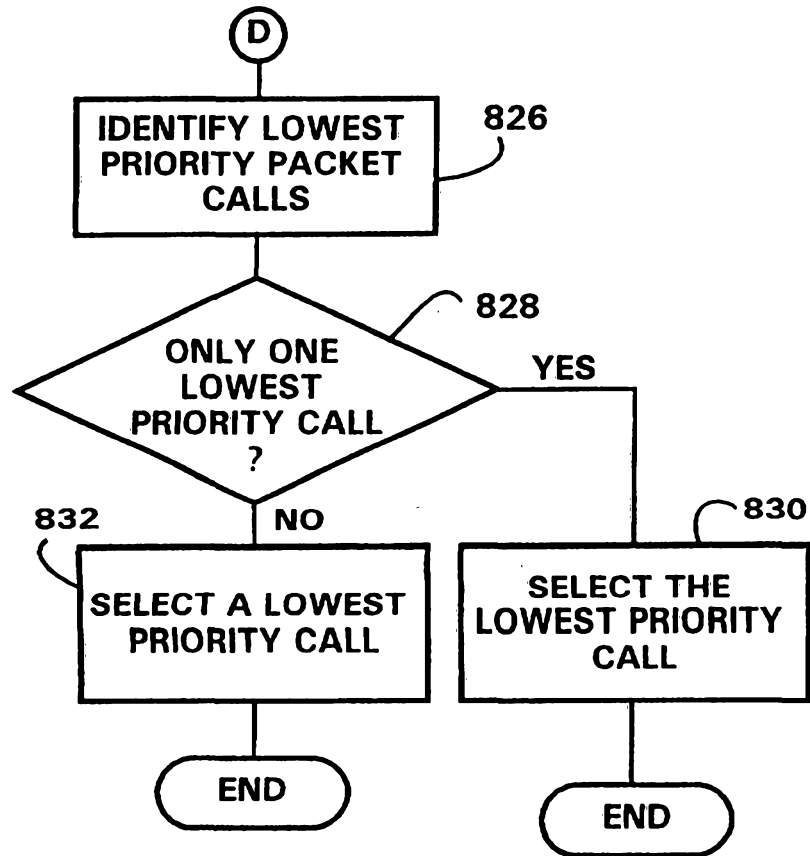 D
IDENTIFY LOWEST
PRIORITY PACKET
CALLS
826
ONLY ONE
LOWEST
PRIORITY CALL
?
828
YES
NO
832
SELECT A LOWEST
PRIORITY CALL
830
SELECT THE
LOWEST PRIORITY
CALL
END
END